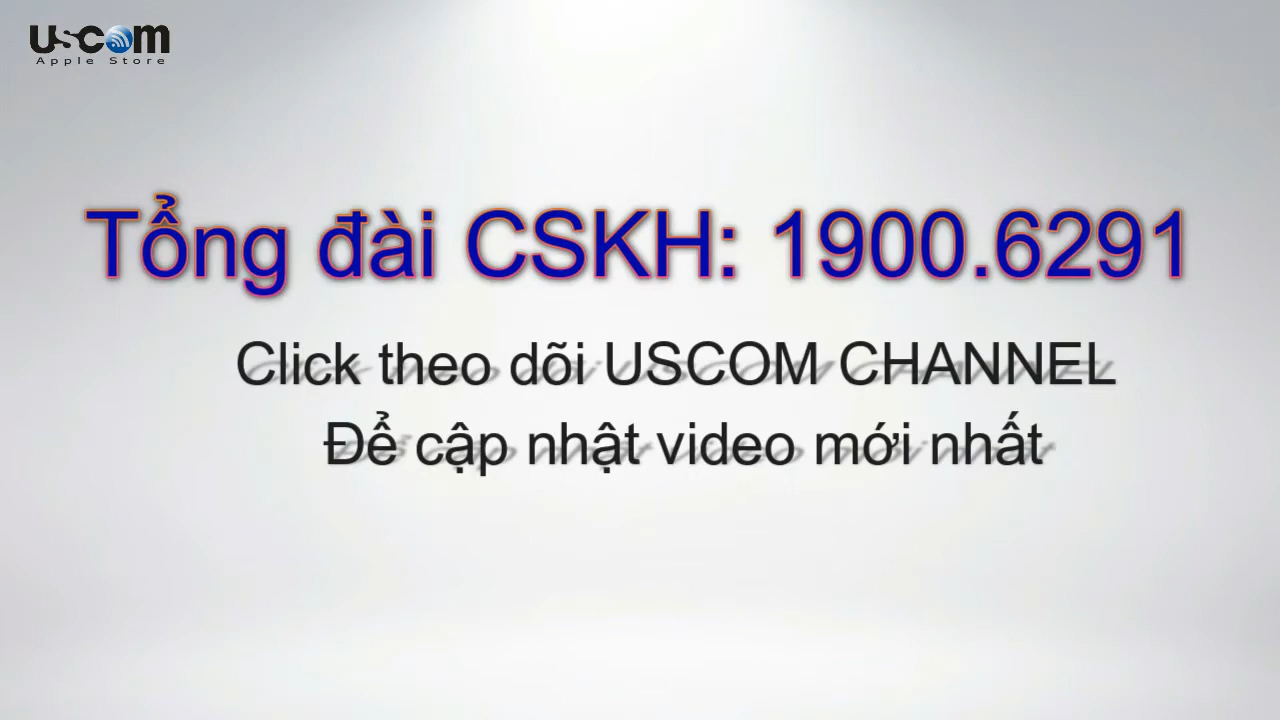 uscom
Apple Store
Tổng đài CSKH: 1900.6291
Click theo dõi USCOM CHANNEL
Để cập nhật video mới nhất